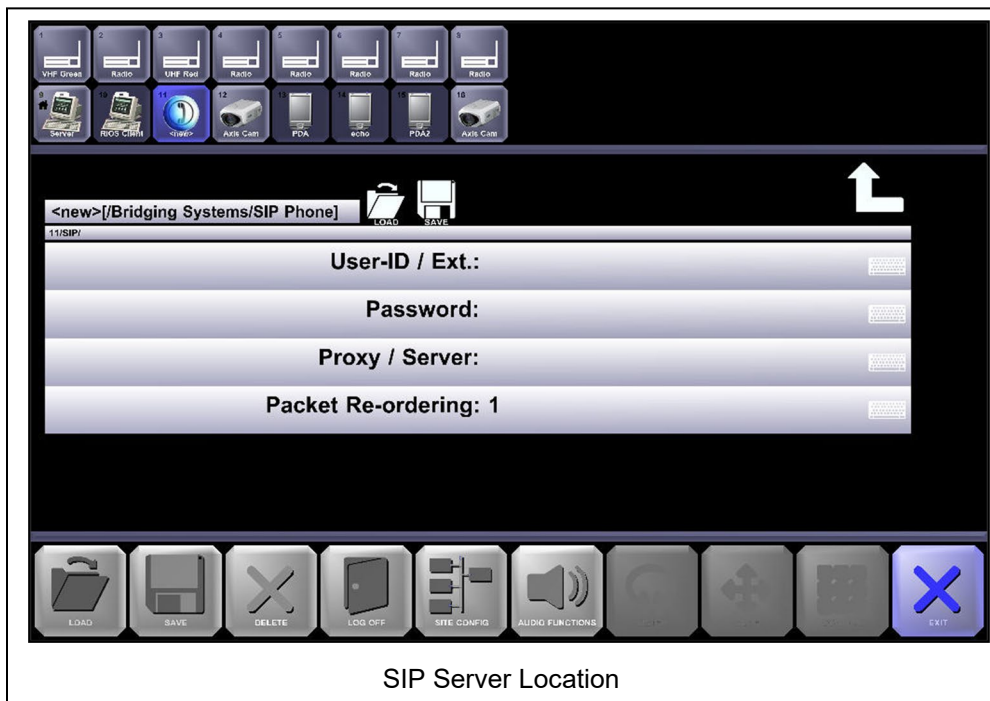 1 2 3 4 5 6 7 8
VHF Green Radio UHF Red Radio Radio Radio Radio Radio
9 10 11 12 13 14 15 16
Server RIOS Client <new> Axis Cam PDA echo PDA2 Axis Cam
<new>[/Bridging Systems/SIP Phone] LOAD SAVE
11/SIP/
User-ID / Ext.:
Password:
Proxy / Server:
Packet Re-ordering: 1
LOAD SAVE DELETE LOG OFF SITE CONFIG AUDIO FUNCTIONS EXIT
SIP Server Location